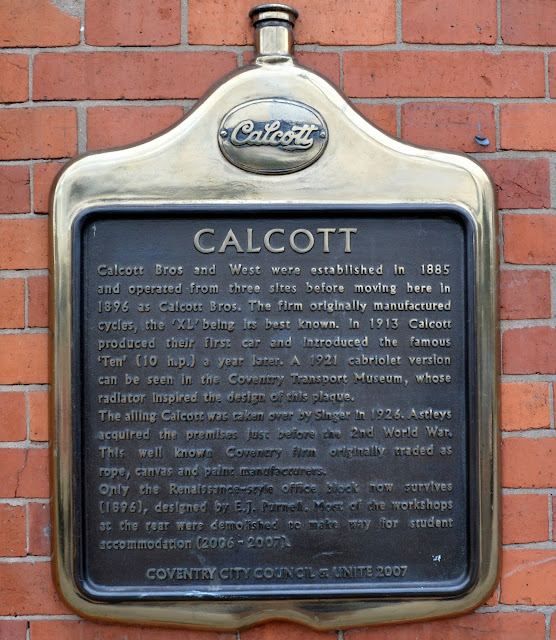 Calcott
CALCOTT
Calcott Bros and West were established in 1885
and operated from three sites before moving here in
1896 as Calcott Bros. The firm originally manufactured
cycles, the 'XL' being its best known. In 1913 Calcott
produced their first car and introduced the famous
'Ten' (10 h.p.) a year later. A 1921 cabriolet version
can be seen in the Coventry Transport Museum, whose
radiator inspired the design of this plaque.
The ailing Calcott was taken over by Singer in 1926. Astleys
acquired the premises just before the 2nd World War.
This well known Coventry firm originally traded as
rope, canvas and paint manufacturers.
Only the Renaissance-style office block now survives
(1896), designed by E.J. Purnell. Most of the workshops
at the rear were demolished to make way for student
accommodation (2006 - 2007).
COVENTRY CITY COUNCIL & UNITE 2007